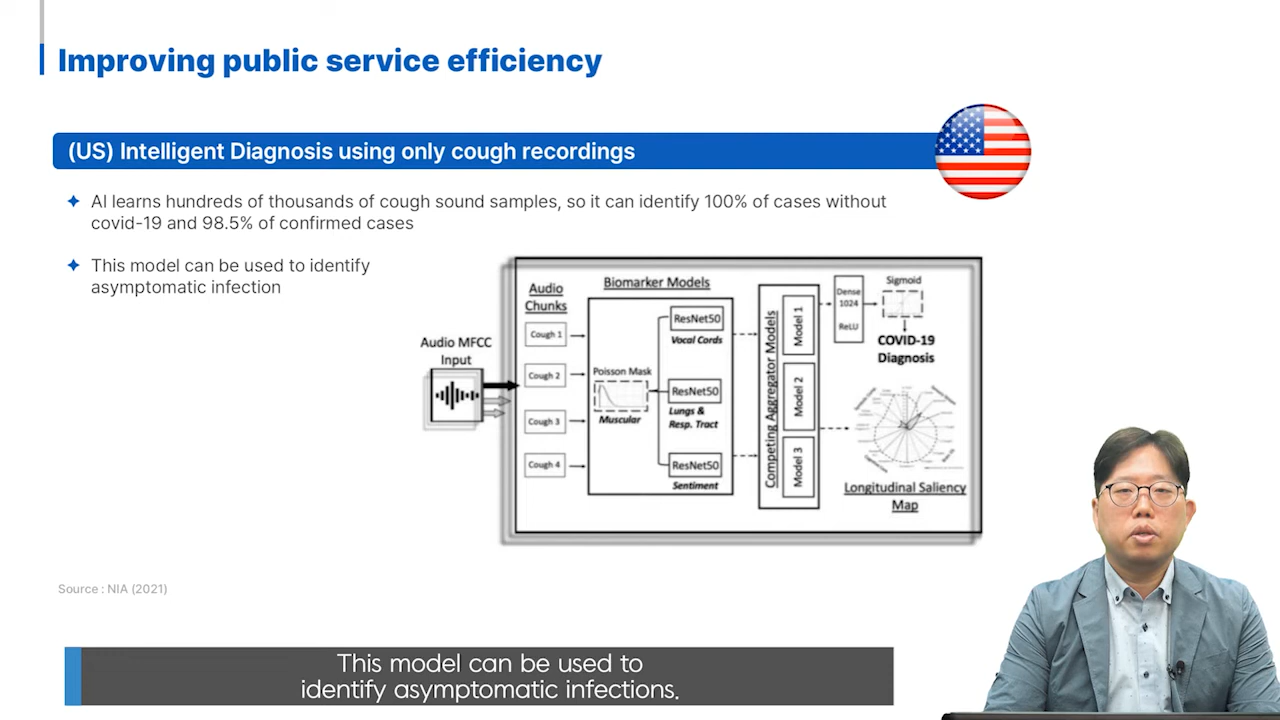 Improving public service efficiency
(US) Intelligent Diagnosis using only cough recordings
AI learns hundreds of thousands of cough sound samples, so it can identify 100% of cases without
covid-19 and 98.5% of confirmed cases
This model can be used to identify
asymptomatic infection
Audio MFCC
Input
Audio
Chunks
Cough 1
Cough 2
Cough 3
Cough 4
Biomarker Models
Poisson Mask
Muscular
ResNet50
Vocal Cords
ResNet50
Lungs &
Resp. Tract
ResNet50
Sentiment
Competing Aggregator Models
Model 1
Model 2
Model 3
Dense
1024
ReLU
Sigmoid
COVID-19
Diagnosis
Longitudinal Saliency
Map
Source : NIA (2021)
This model can be used to
identify asymptomatic infections.